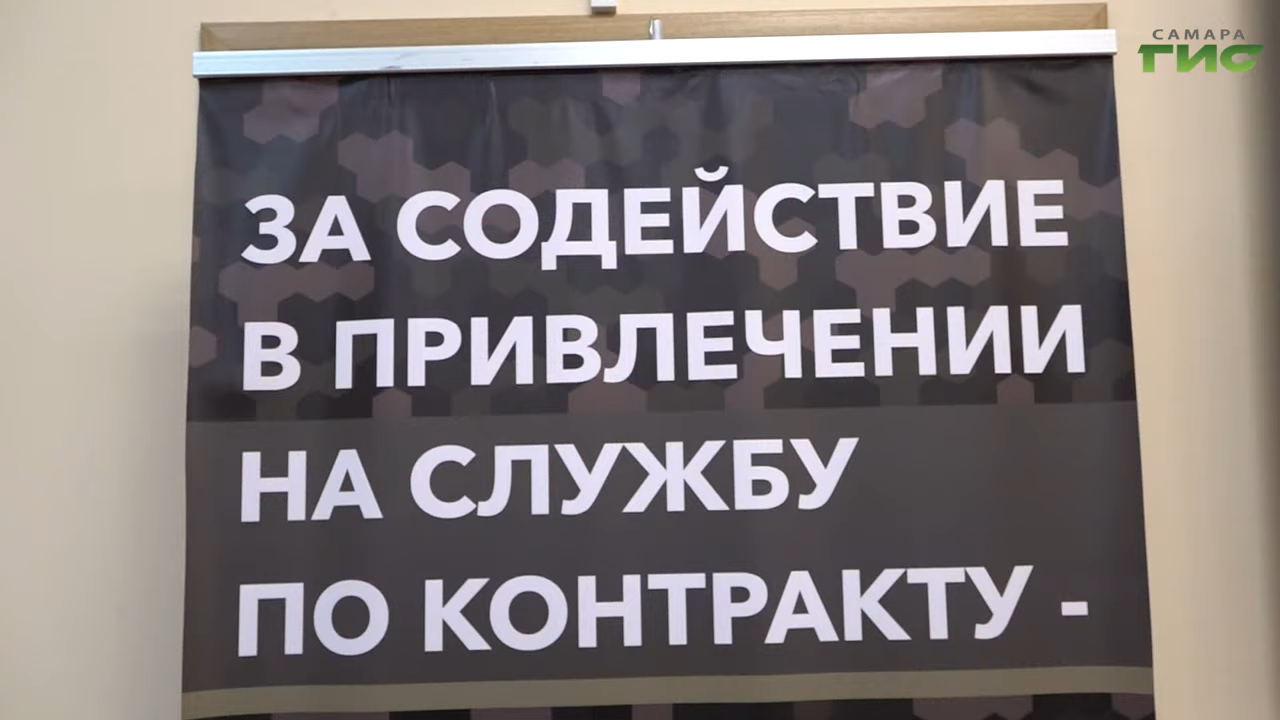 САМАРА
ГИС
ЗА СОДЕЙСТВИЕ
В ПРИВЛЕЧЕНИИ
НА СЛУЖБУ
ПО КОНТРАКТУ -